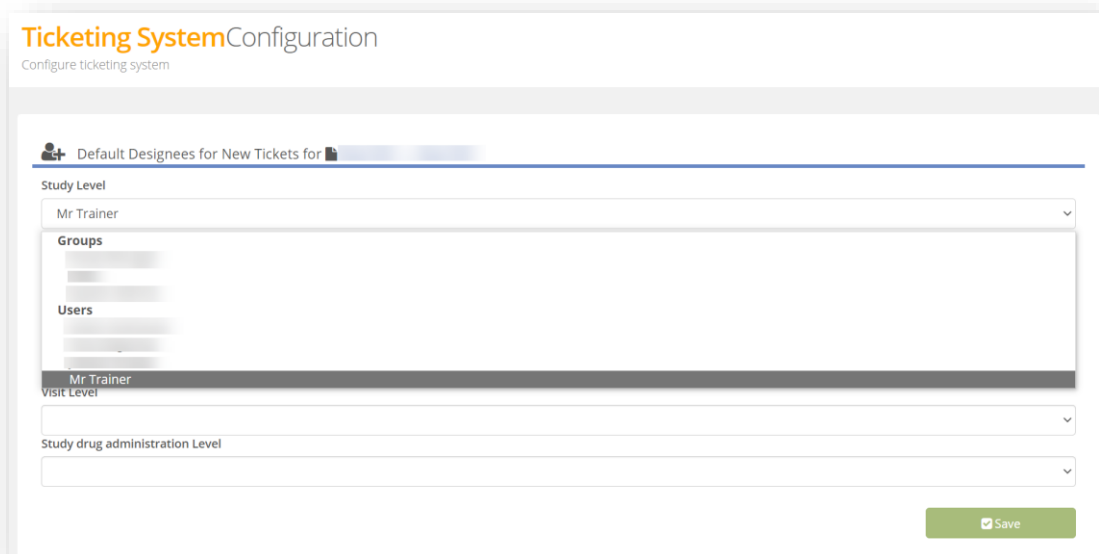 Ticketing SystemConfiguration
Configure ticketing system
Default Designees for New Tickets for
Study Level
Mr Trainer
Groups
Users
Mr Trainer
Visit Level
Study drug administration Level
Save